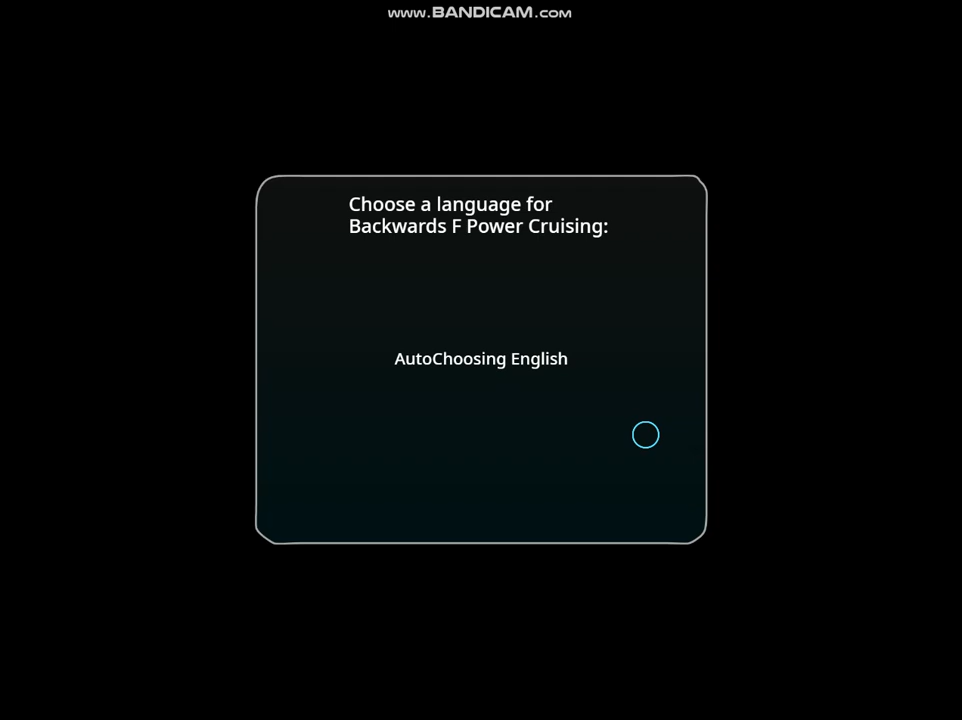 www.BANDICAM.com
Choose a language for
Backwards F Power Cruising:
AutoChoosing English